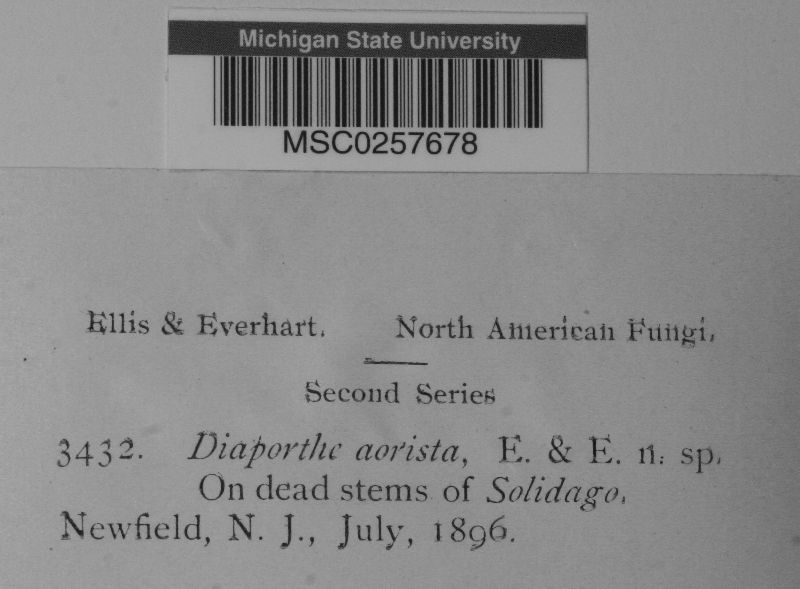 Michigan State University
MSC0257678
Ellis & Everhart. North American Fungi.
Second Series
3432. Diaporthe aorista, E. & E. n. sp.
On dead stems of Solidago.
Newfield, N. J., July, 1896.